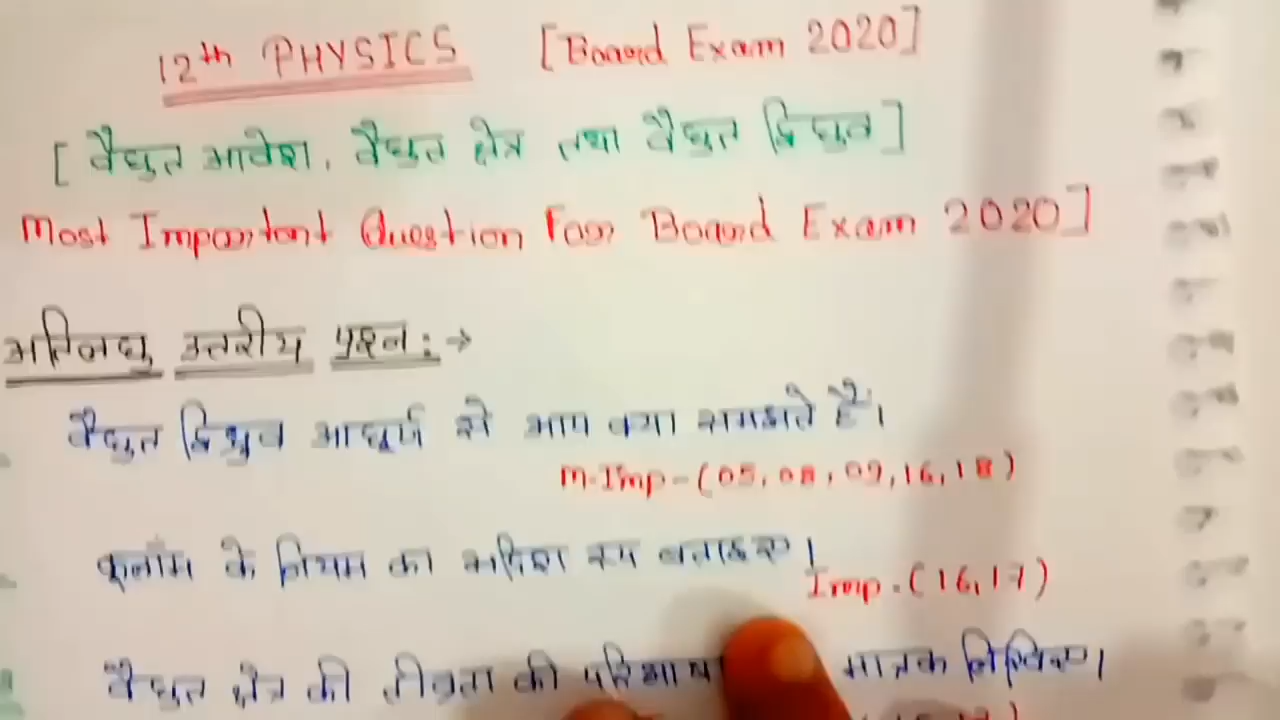 12th PHYSICS [Board Exam 2020]
[वैद्युत आवेश, वैद्युत क्षेत्र तथा वैद्युत द्विध्रुव]
Most Important Question For Board Exam 2020]
अतिलघु उत्तरीय प्रश्न :→
वैद्युत द्विध्रुव आघूर्ण से आप क्या समझते हैं।
M.Imp-(05,08,09,16,18)
कूलॉम के नियम का सदिश रूप बताइए।
Imp.(16,17)
वैद्युत क्षेत्र की तीव्रता की मात्रक लिखिए।